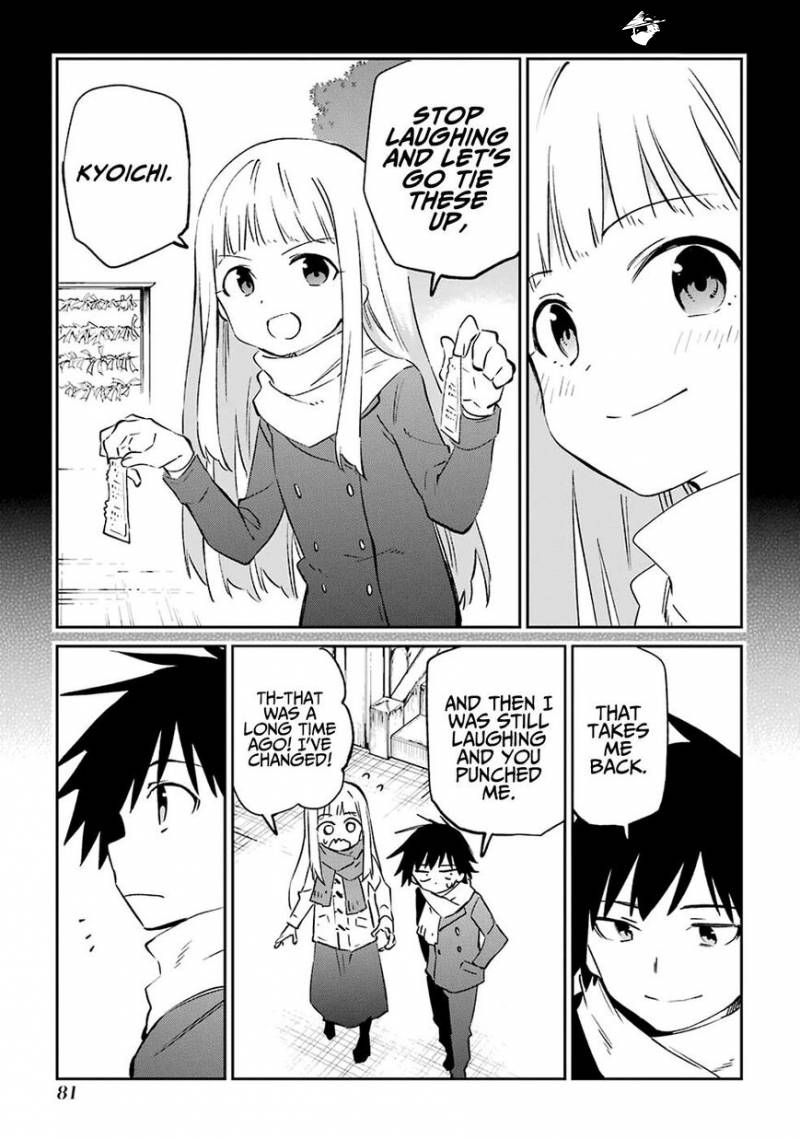 STOP
LAUGHING
AND LET'S
GO TIE
THESE
UP,
KYOICHI.
THAT
TAKES
ME
BACK.
AND THEN I
WAS STILL
LAUGHING
AND YOU
PUNCHED
ME.
TH-THAT
WAS A
LONG TIME
AGO! I'VE
CHANGED!
81